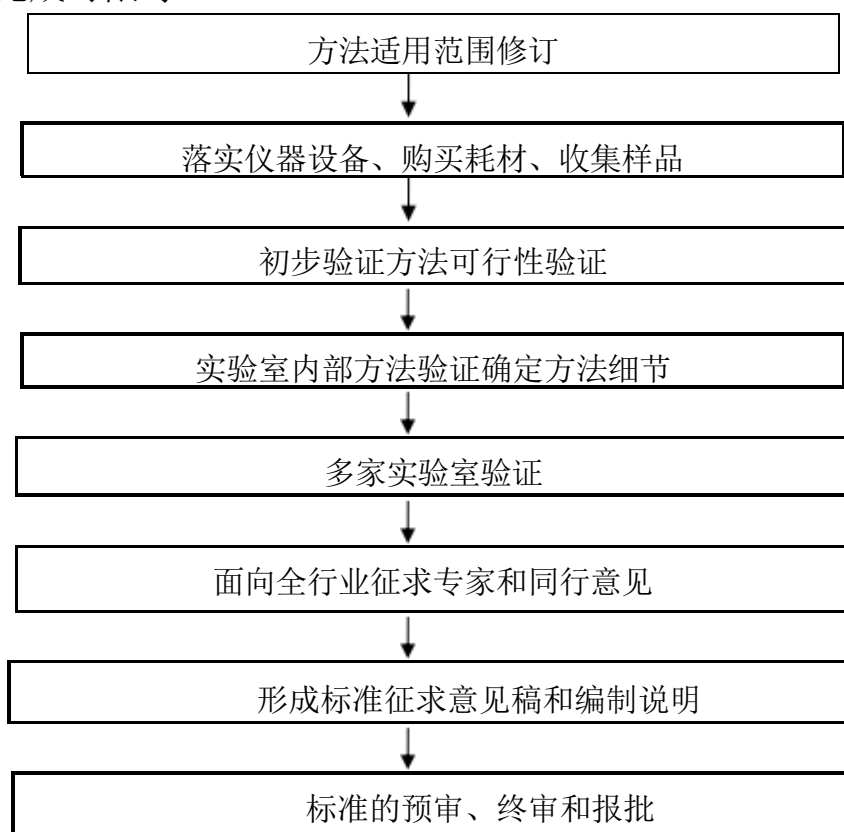 方法适用范围修订
落实仪器设备、购买耗材、收集样品
初步验证方法可行性验证
实验室内部方法验证确定方法细节
多家实验室验证
面向全行业征求专家和同行意见
形成标准征求意见稿和编制说明
标准的预审、终审和报批